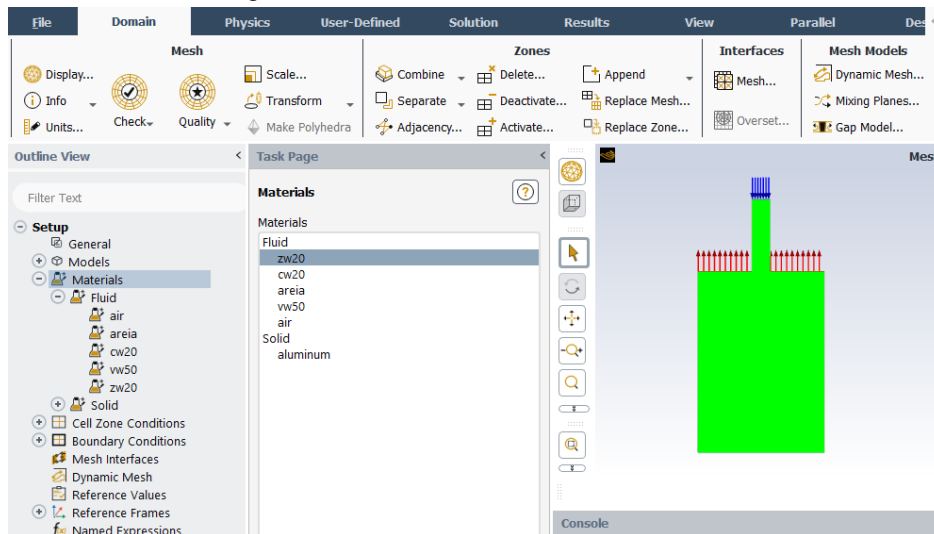 File Domain Physics User-Defined Solution Results View Parallel Des
Mesh Zones Interfaces Mesh Models
Display... Scale... Combine Delete... Append Mesh... Dynamic Mesh...
Info Transform Separate Deactivate... Replace Mesh... Mixing Planes...
Units... Check Quality Make Polyhedra Adjacency... Activate... Replace Zone... Overset... Gap Model...
Outline View < Task Page < Mes
Filter Text
Setup
General
Models
Materials
Fluid
air
areia
cw20
vw50
zw20
Solid
Cell Zone Conditions
Boundary Conditions
Mesh Interfaces
Dynamic Mesh
Reference Values
Reference Frames
Named Expressions
Materials ?
Materials
Fluid
zw20
cw20
areia
vw50
air
Solid
aluminum
Console